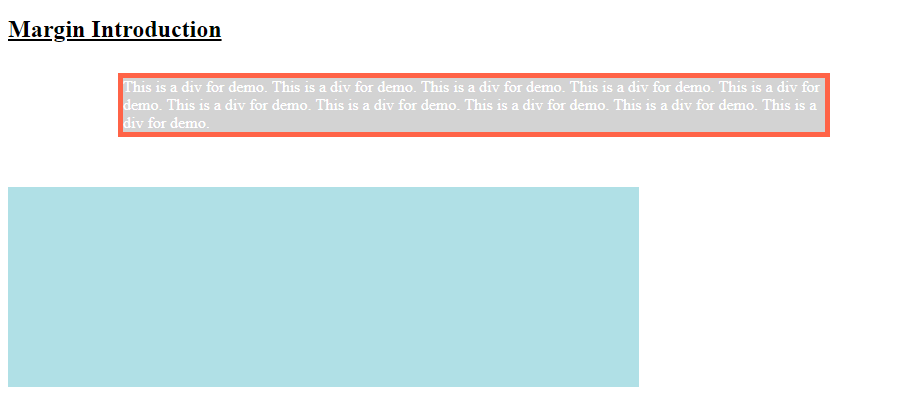 Margin Introduction
This is a div for demo. This is a div for demo. This is a div for demo. This is a div for demo. This is a div for
demo. This is a div for demo. This is a div for demo. This is a div for demo. This is a div for demo. This is a
div for demo.